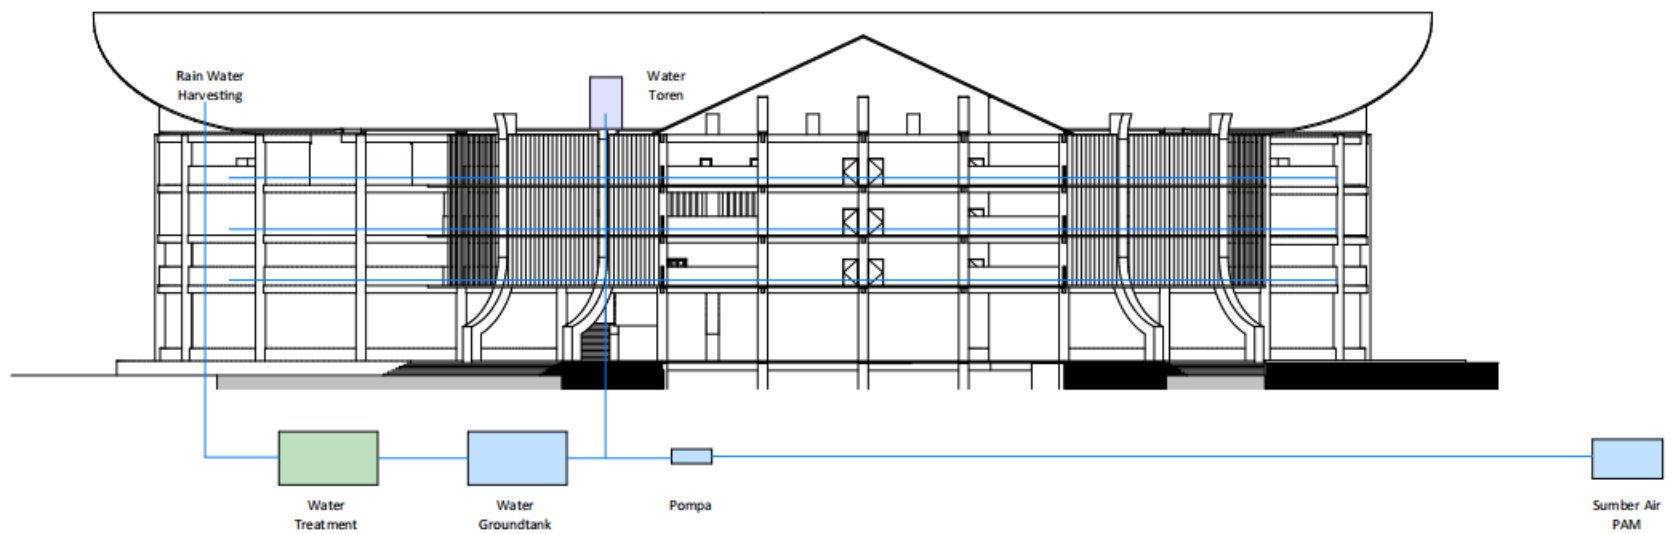 Rain Water
Harvesting
Water
Toren
Water
Treatment
Water
Groundtank
Pompa
Sumber Air
PAM